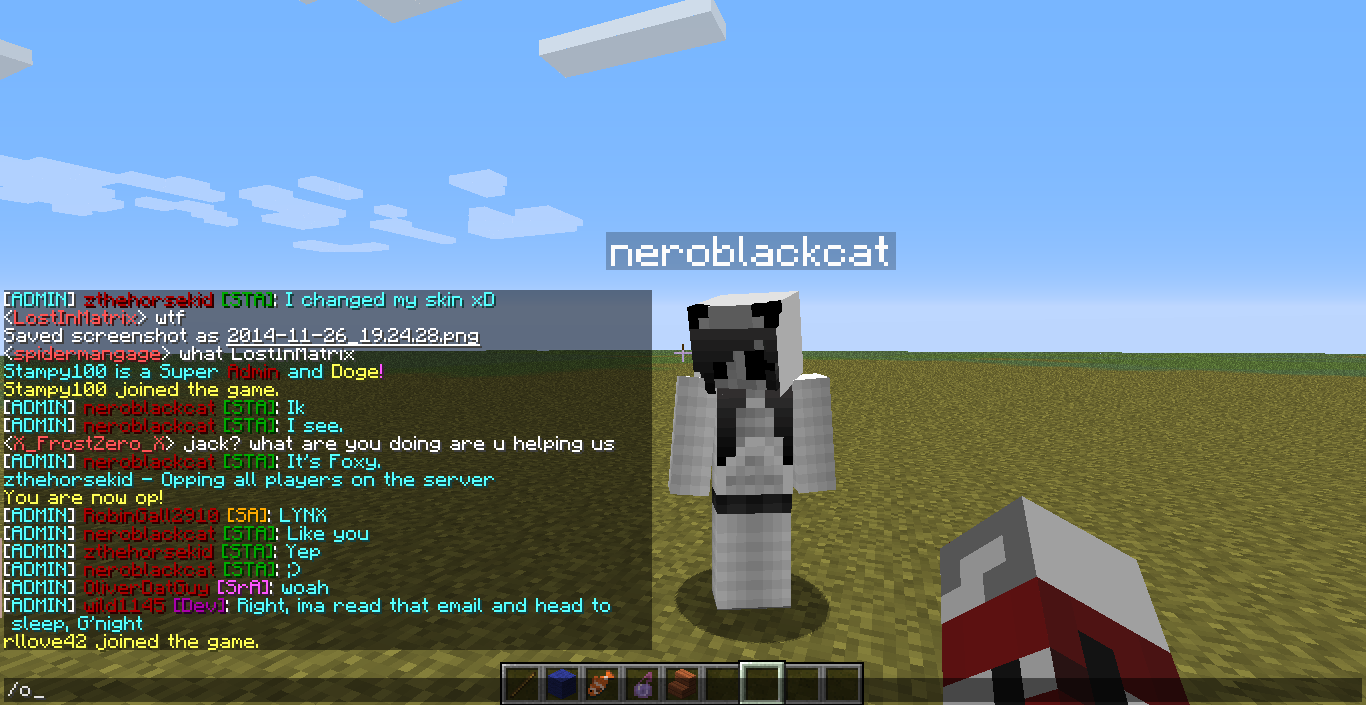 neroblackcat
[ADMIN] zthehorsekid [STA]: I changed my skin xD
<LostInMatrix> wtf
Saved screenshot as 2014-11-26_19.24.28.png
<spidermangage> what LostInMatrix
Stampy100 is a Super Admin and Doge!
Stampy100 joined the game.
[ADMIN] neroblackcat [STA]: Ik
[ADMIN] neroblackcat [STA]: I see.
<X_FrostZero_X> jack? what are you doing are u helping us
[ADMIN] neroblackcat [STA]: It's Foxy.
zthehorsekid - Opping all players on the server
You are now op!
[ADMIN] RobinGall2910 [SA]: LYNX
[ADMIN] neroblackcat [STA]: Like you
[ADMIN] zthehorsekid [STA]: Yep
[ADMIN] neroblackcat [STA]: ;)
[ADMIN] OliverDatGuy [SrA]: woah
[ADMIN] wild1145 [Dev]: Right, ima read that email and head to
sleep, G'night
rllove42 joined the game.
/o_